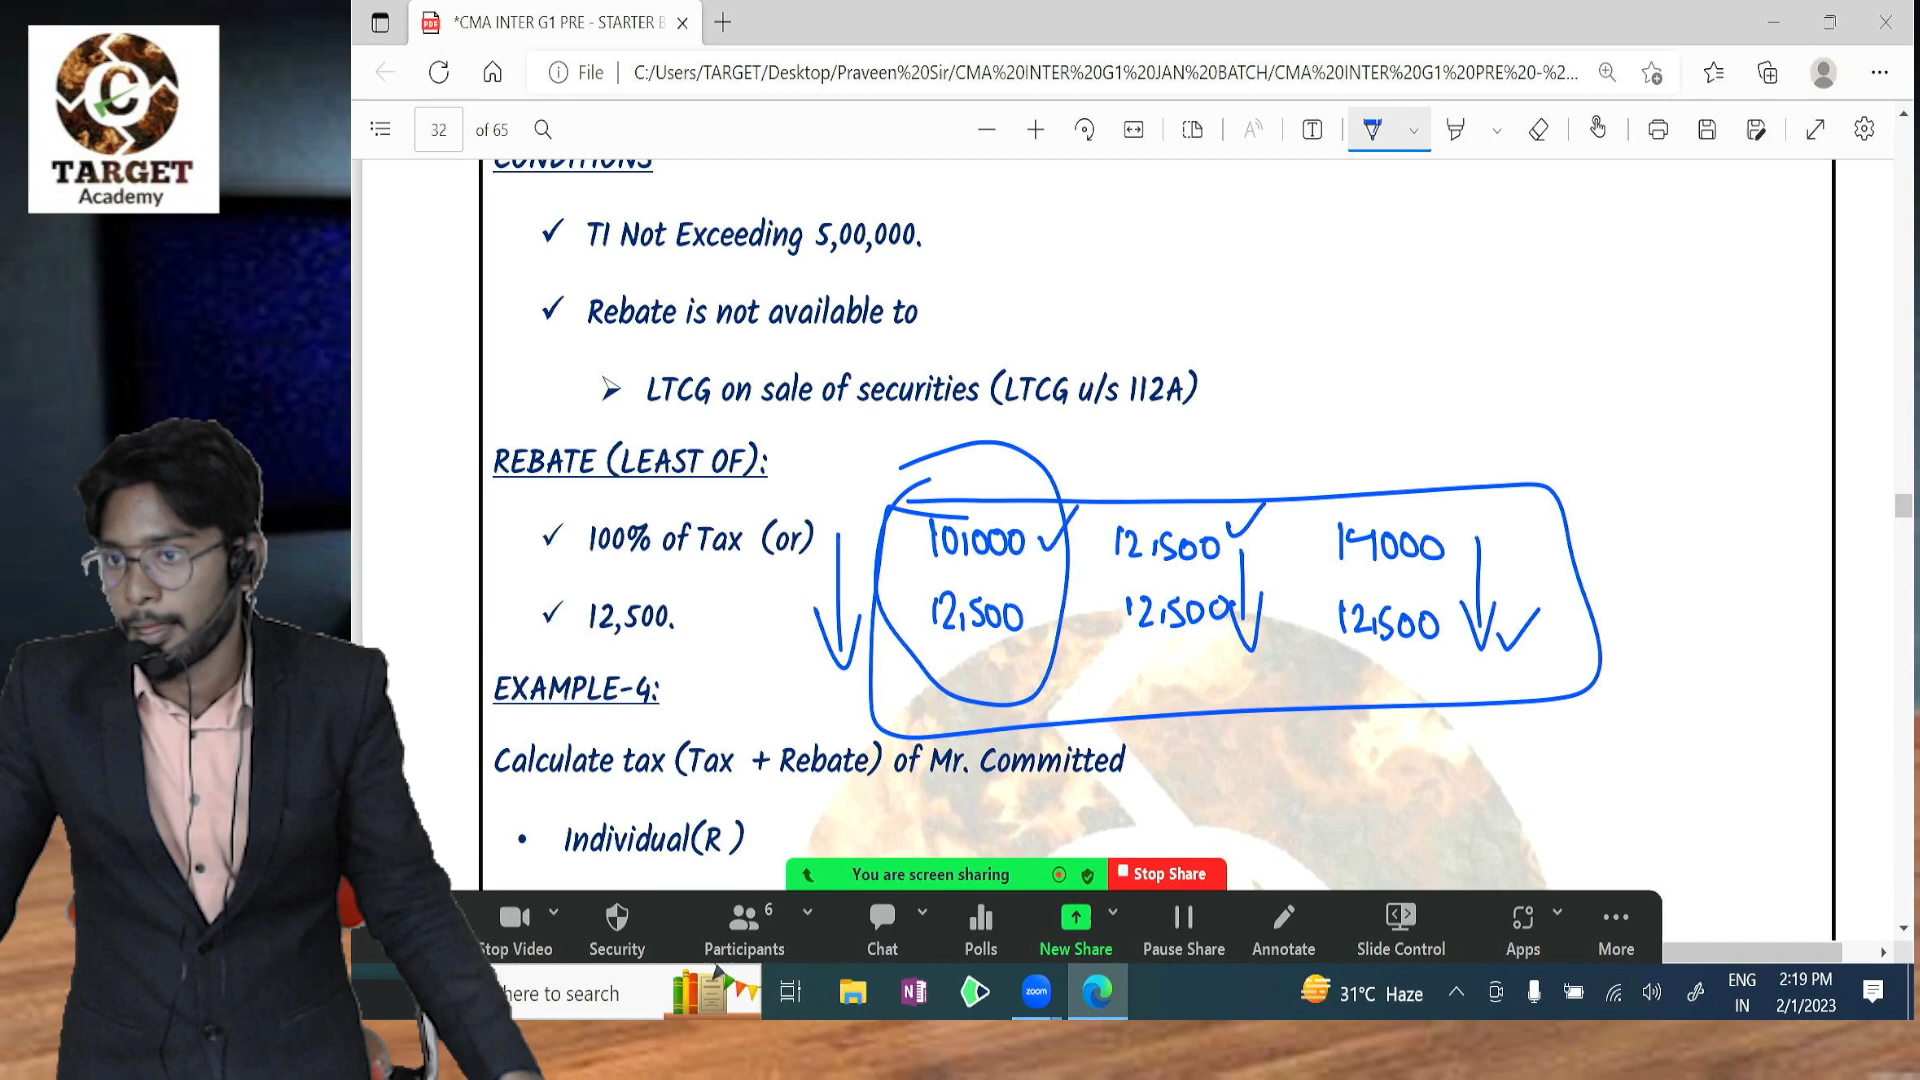 *CMA INTER G1 PRE - STARTER B
File
C:/Users/TARGET/Desktop/Praveen%20Sir/CMA%20INTER%20G1%20JAN%20BATCH/CMA%20INTER%20G1%20PRE%20-%2...
32 of 65
C
TARGET
Academy
CONDITIONS
✓ TI Not Exceeding 5,00,000.
✓ Rebate is not available to
➢ LTCG on sale of securities (LTCG u/s 112A)
REBATE (LEAST OF):
✓ 100% of Tax (or) 10,000 ✓ 12,500 ✓ 14000
✓ 12,500. 12,500 12,500 12,500 ✓
EXAMPLE-4:
Calculate tax (Tax + Rebate) of Mr. Committed
• Individual(R )
You are screen sharing
Stop Share
6
Stop Video
Security
Participants
Chat
Polls
New Share
Pause Share
Annotate
Slide Control
Apps
More
here to search
zoom
31°C Haze
ENG
IN
2:19 PM
2/1/2023